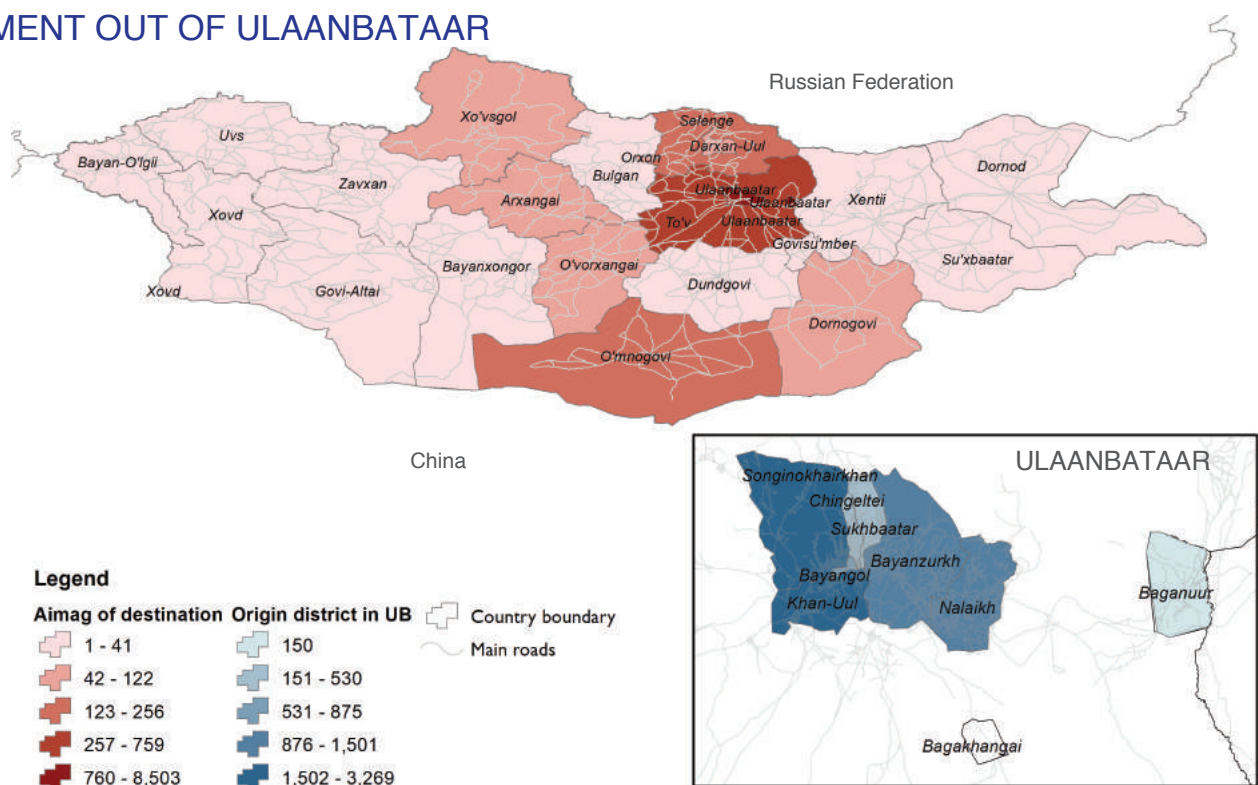 MENT OUT OF ULAANBATAAR
Russian Federation
Xo'vsgol
Selenge
Uvs
Darxan-Uul
Bayan-O'lgii
Orxon
Dornod
Bulgan
Zavxan
Ulaanbaatar
Arxangai
Ulaanbaatar
Xentii
Xovd
To'v
Ulaanbaatar
Govisu'mber
Bayanxongor
O'vorxangai
Su'xbaatar
Xovd
Govi-Altai
Dundgovi
Dornogovi
O'mnogovi
China
ULAANBATAAR
Songinokhairkhan
Chingeltei
Sukhbaatar
Bayanzurkh
Bayangol
Khan-Uul
Nalaikh
Baganuur
Bagakhangai
Legend
Aimag of destination Origin district in UB Country boundary
1 - 41 150 Main roads
42 - 122 151 - 530
123 - 256 531 - 875
257 - 759 876 - 1,501
760 - 8,503 1,502 - 3,269